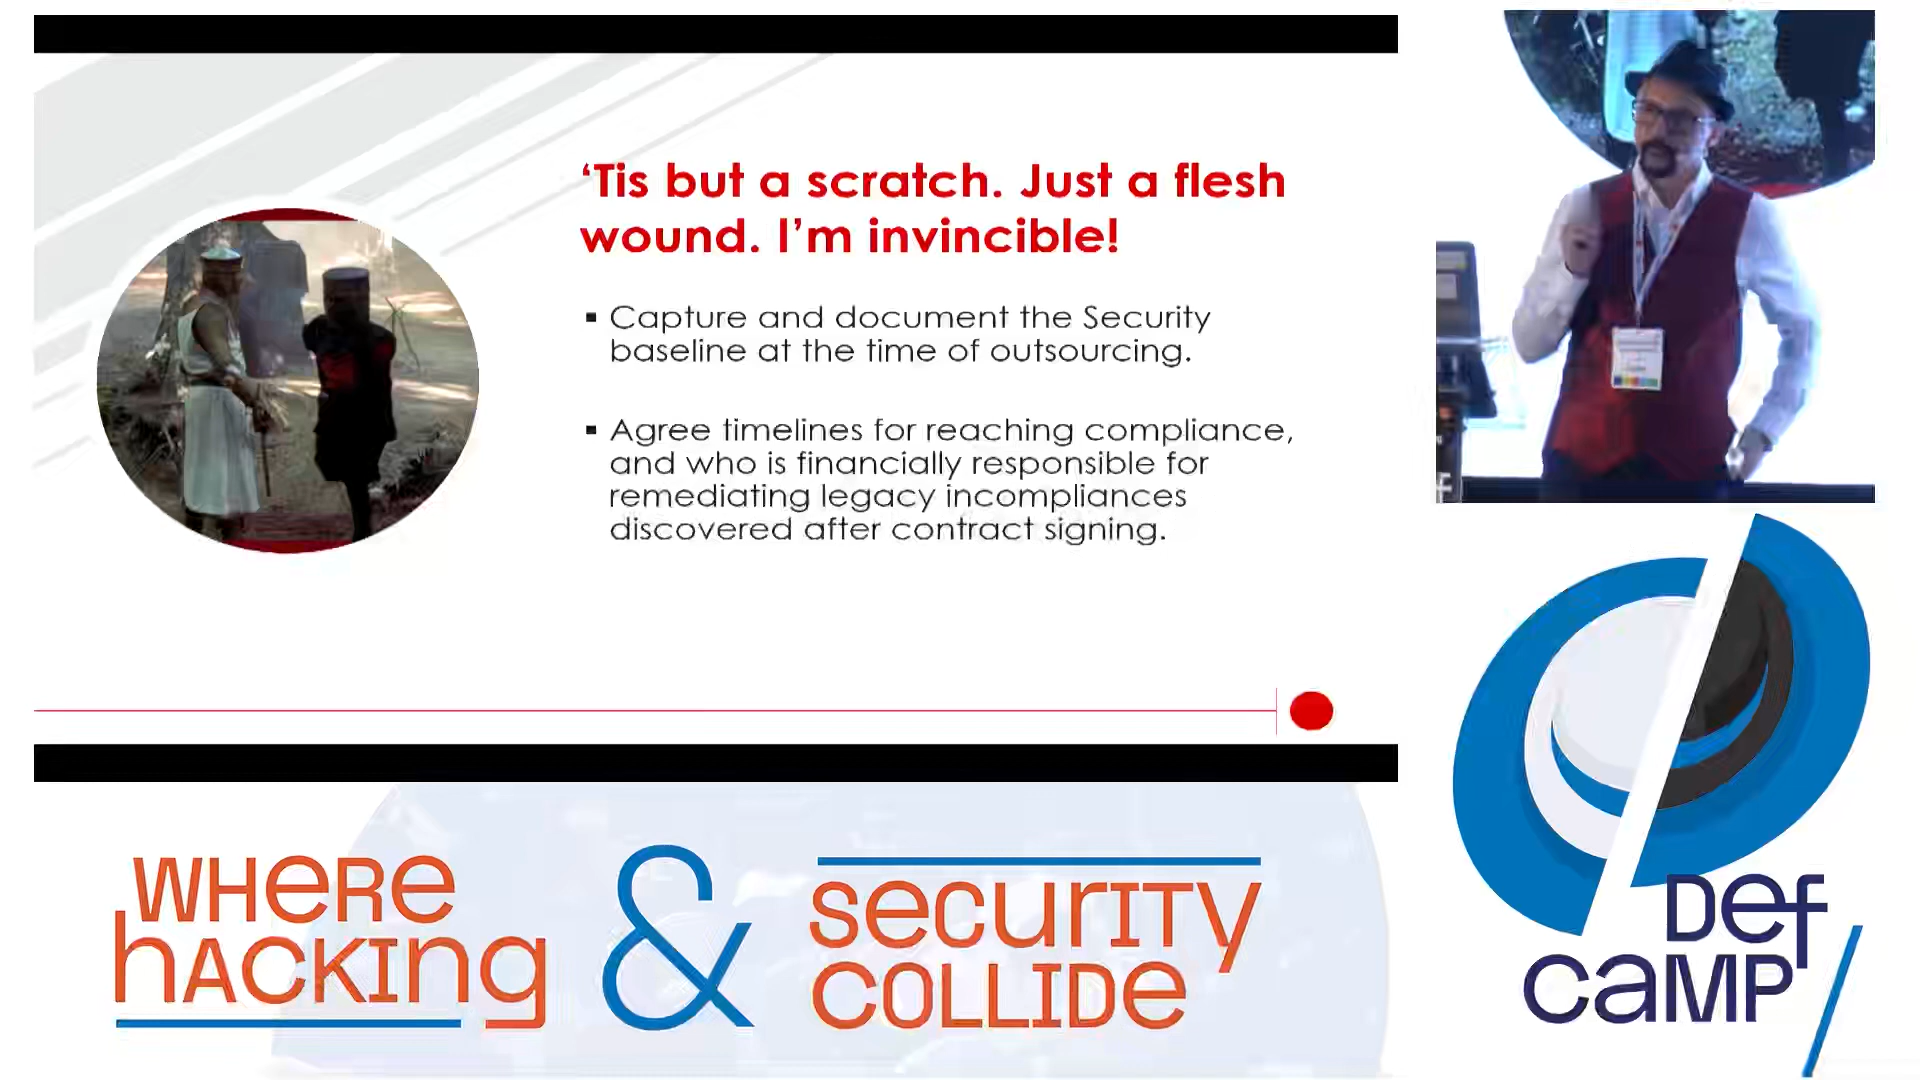 ‘Tis but a scratch. Just a flesh
wound. I’m invincible!
▪ Capture and document the Security
baseline at the time of outsourcing.
▪ Agree timelines for reaching compliance,
and who is financially responsible for
remediating legacy incompliances
discovered after contract signing.
WHeRe
hACKIng
&
securITy
COLLIDe
Def
CaMP